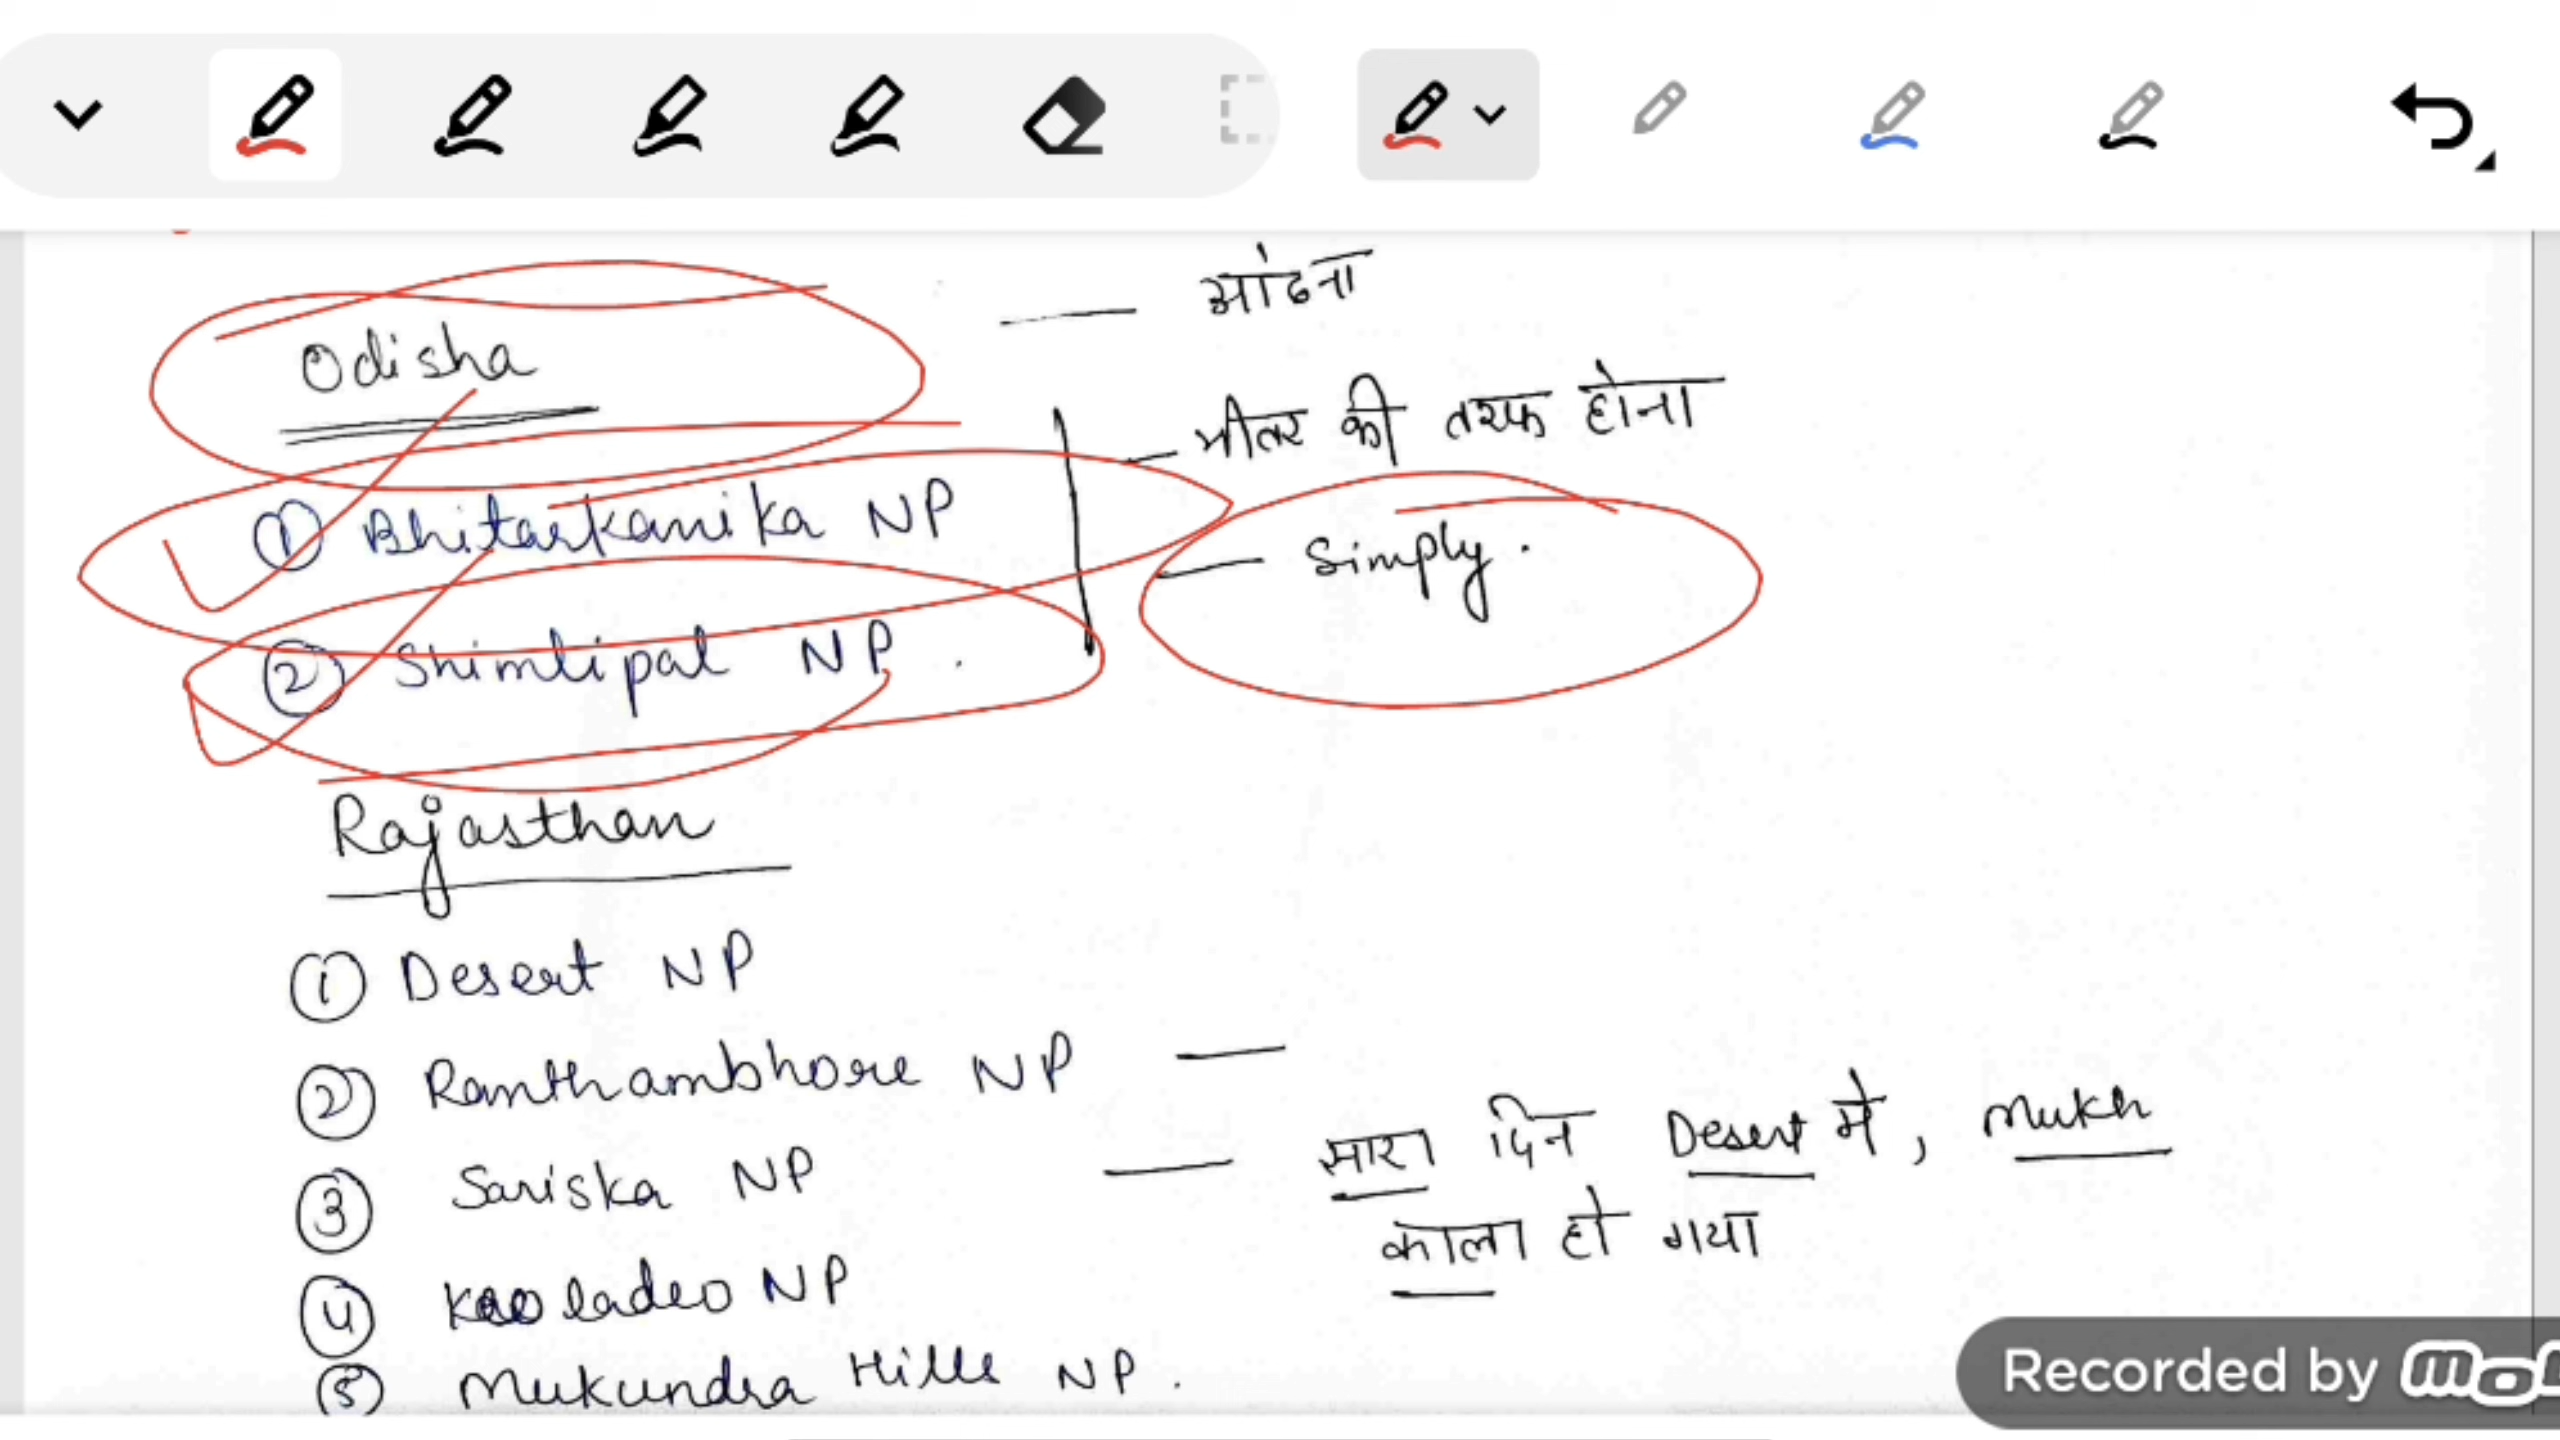 Odisha — ओढना
① Bhitarkanika NP — भीतर की तरफ होना
② Shimlipal NP. — Simply.
Rajasthan
① Desert NP
② Ranthambhore NP —
③ Sariska NP — सारा दिन Desert में, Mukh
काला हो गया
④ Keoladeo NP
⑤ Mukundra Hills NP.
Recorded by